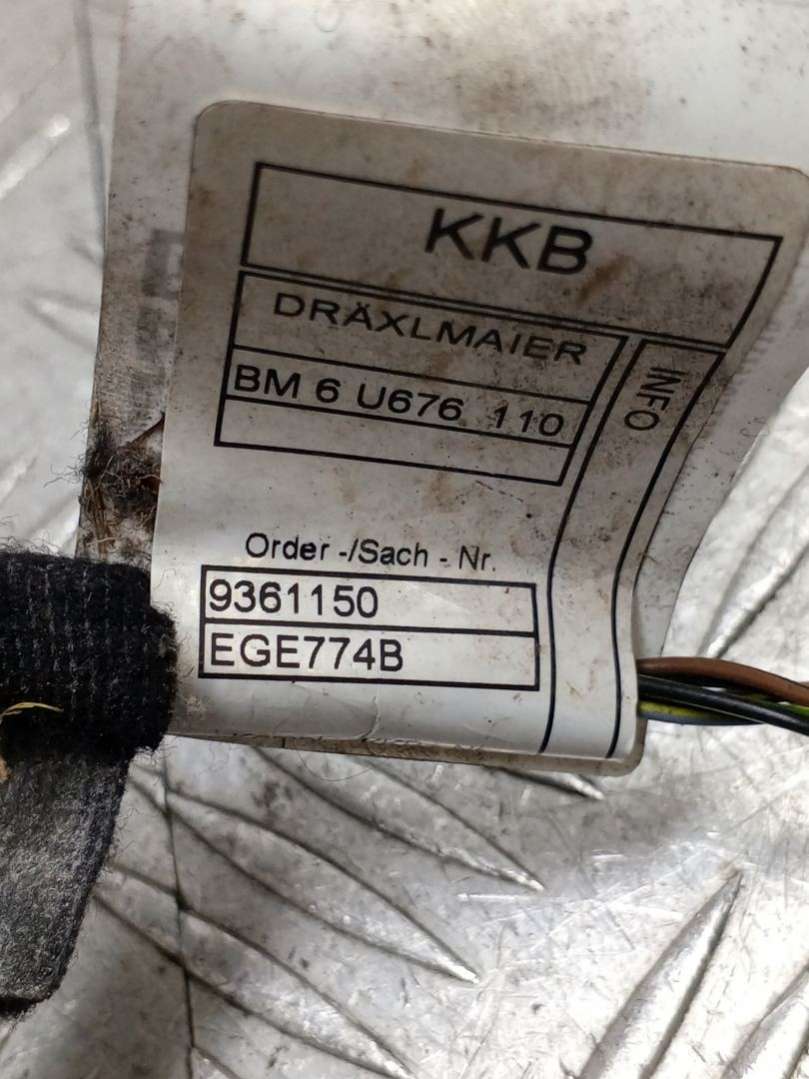 KKB
DRÄXLMAIER
INFO
BM 6 U676 110
Order -/Sach - Nr.
9361150
EGE774B